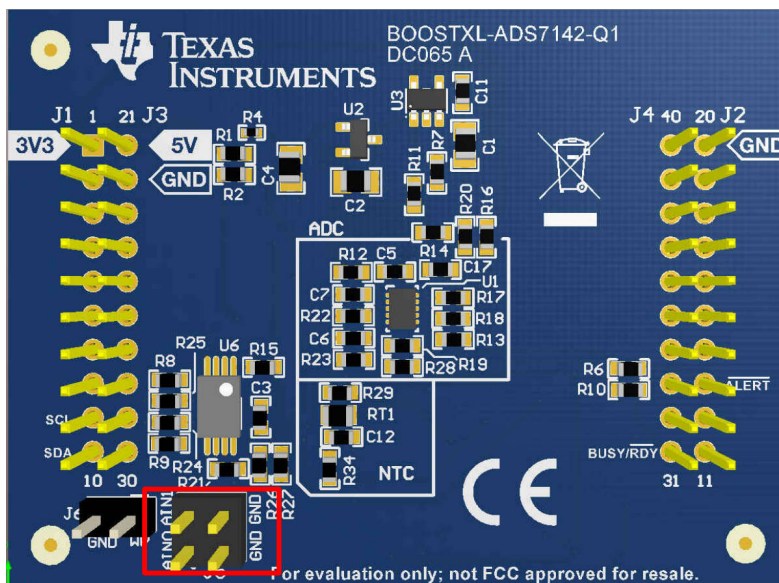 TEXAS
INSTRUMENTS
BOOSTXL-ADS7142-Q1
DC065 A
J1 1 21 J3
3V3
5V
GND
R4
R1
R2
C4
U2
C2
U3
C11
C1
R7
R11
J4 40 20 J2
GND
R20
R16
ADC
R12
C5
R14
C17
U1
C7
R22
C6
R23
R17
R18
R13
R28
R19
R25
U6
R15
R8
C3
SCL
SDA
R9
R24
R21
10 30
R29
RT1
C12
R34
NTC
R26
R27
R6
R10
ALERT
BUSY/RDY
31 11
GND
AIN1
AIN0
GND
GND
CE
For evaluation only; not FCC approved for resale.